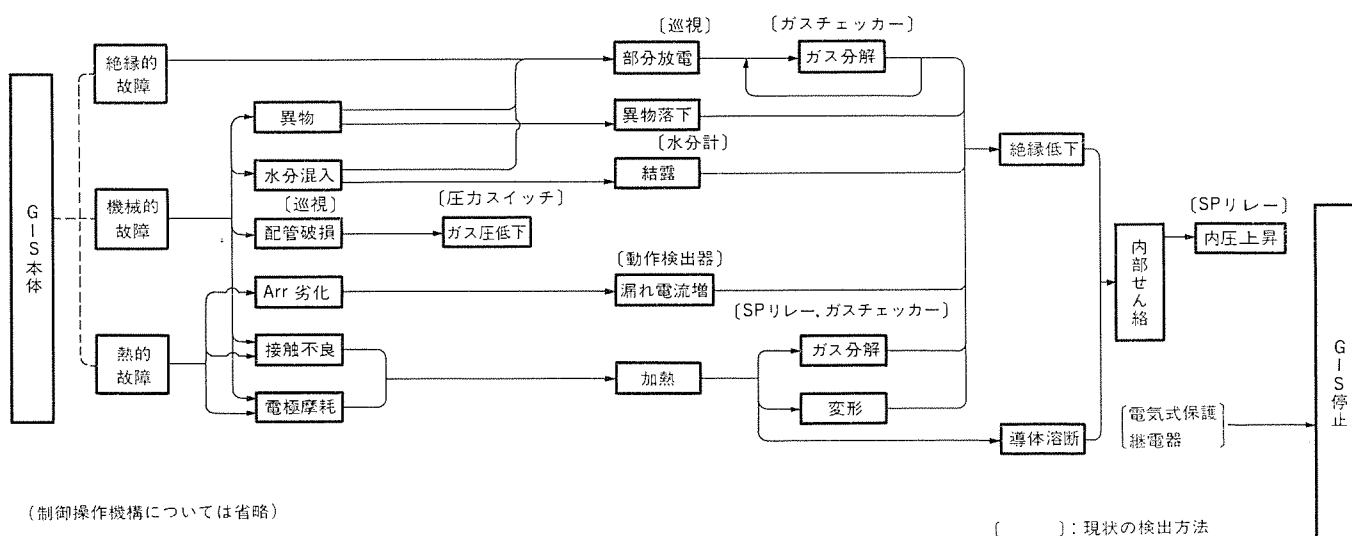 GIS本体
絶縁的
故障
機械的
故障
熱的
故障
異物
水分混入
〔巡視〕
配管破損
Arr 劣化
接触不良
電極摩耗
〔圧力スイッチ〕
ガス圧低下
〔巡視〕
部分放電
異物落下
〔水分計〕
結露
〔動作検出器〕
漏れ電流増
加熱
〔ガスチェッカー〕
ガス分解
〔SPリレー,ガスチェッカー〕
ガス分解
変形
絶縁低下
導体溶断
内部せん絡
〔SPリレー〕
内圧上昇
〔電気式保護
継電器〕
GIS停止
(制御操作機構については省略)
〔 〕:現状の検出方法